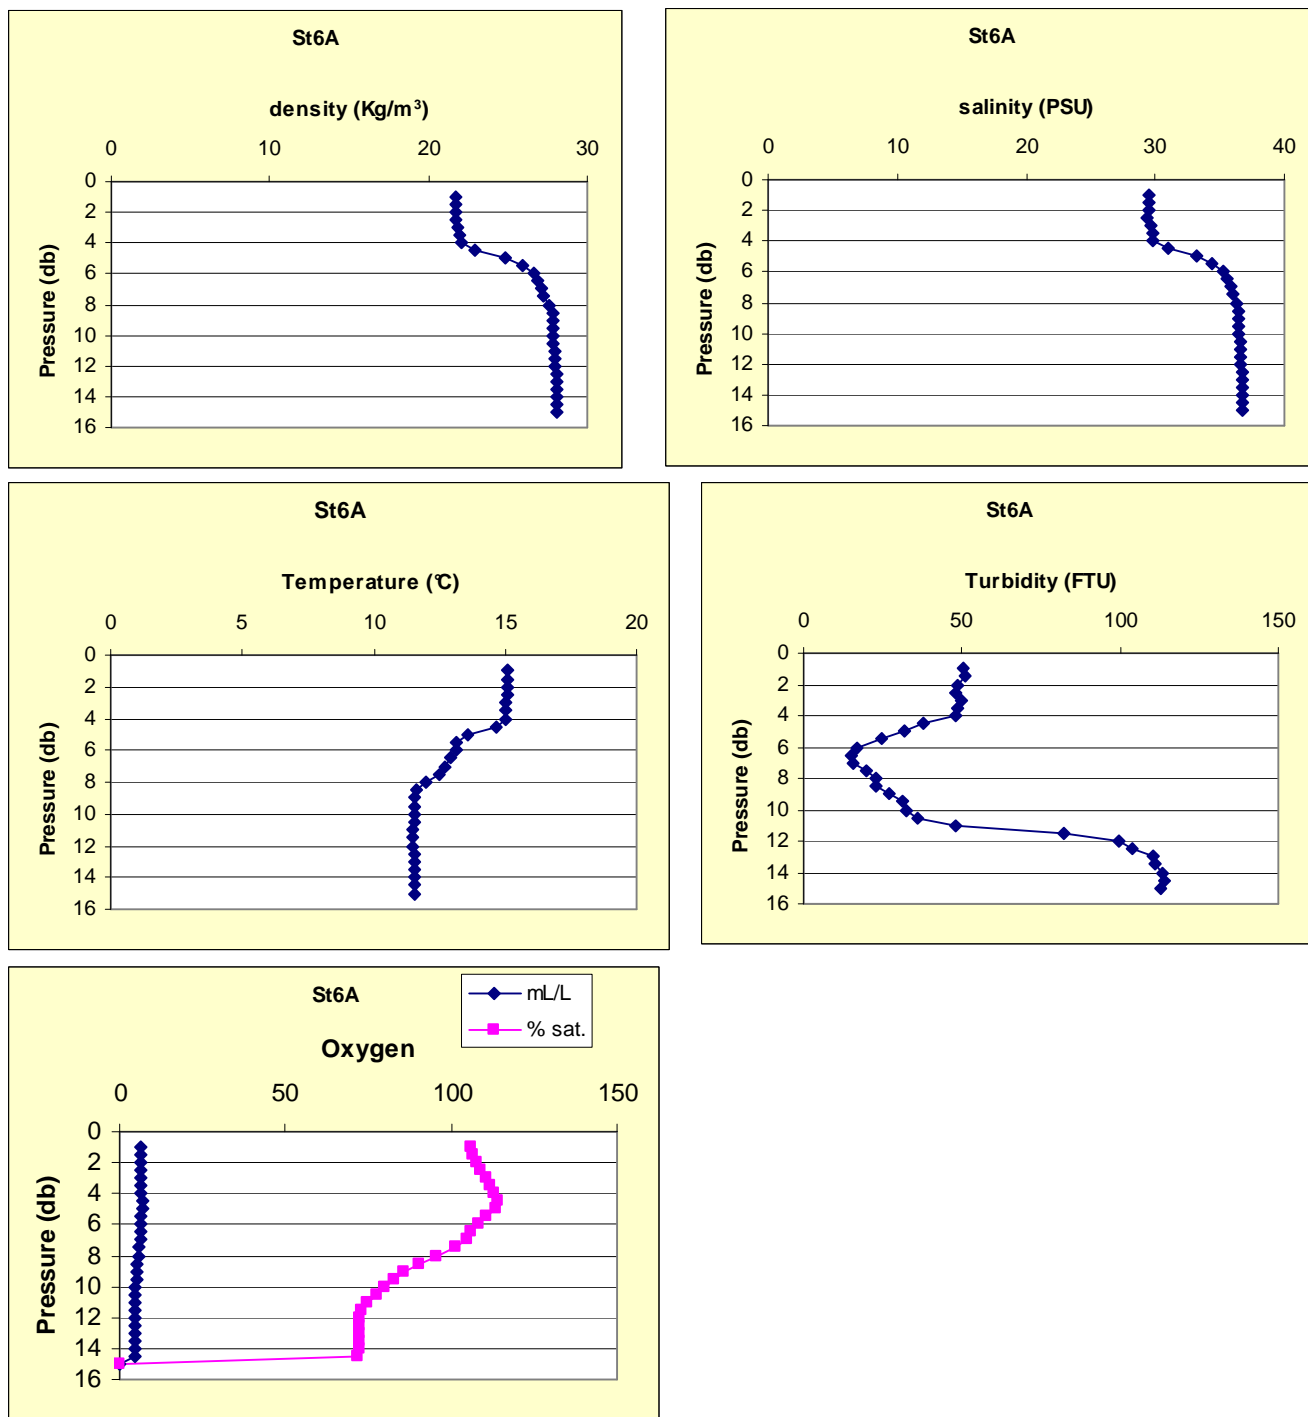 St6A
density (Kg/m³)
0 10 20 30
0
2
4
6
8
10
12
14
16
Pressure (db)
St6A
salinity (PSU)
0 10 20 30 40
0
2
4
6
8
10
12
14
16
Pressure (db)
St6A
Temperature (°C)
0 5 10 15 20
0
2
4
6
8
10
12
14
16
Pressure (db)
St6A
Turbidity (FTU)
0 50 100 150
0
2
4
6
8
10
12
14
16
Pressure (db)
St6A
mL/L
% sat.
Oxygen
0 50 100 150
0
2
4
6
8
10
12
14
16
Pressure (db)